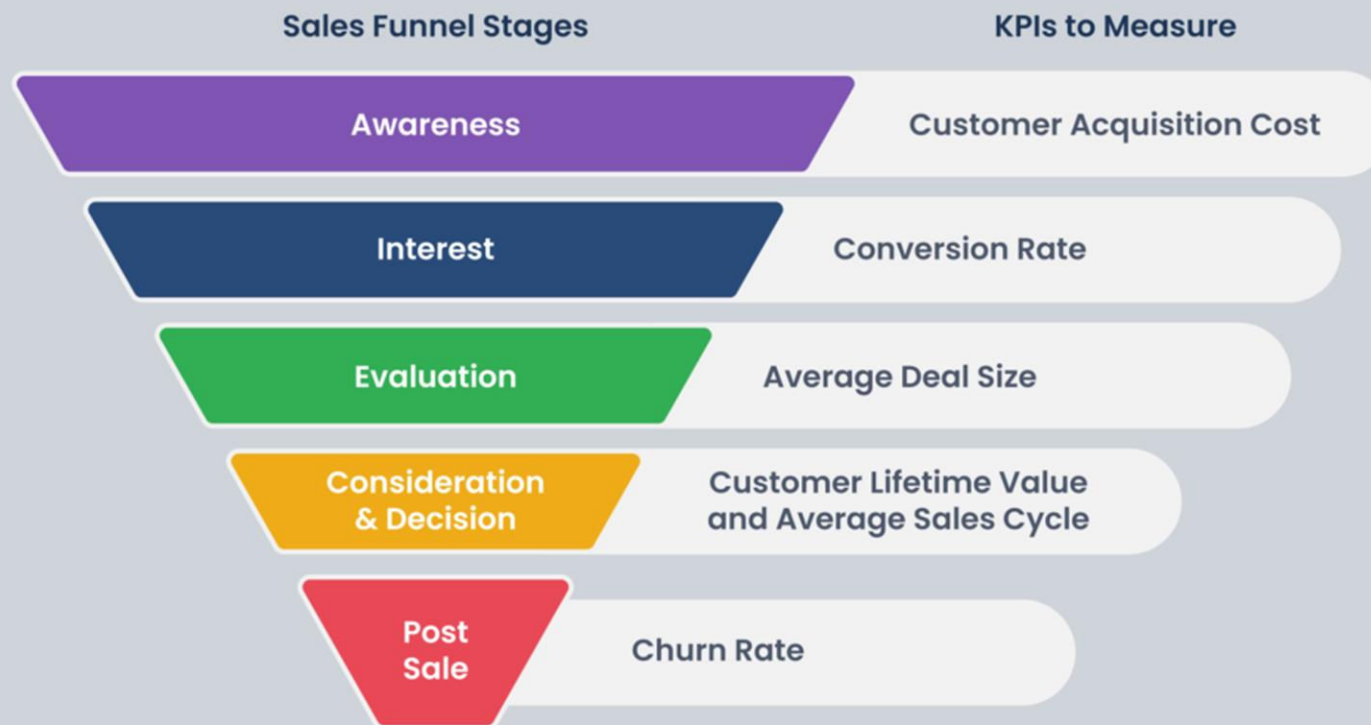 Sales Funnel Stages
KPIs to Measure
Awareness
Customer Acquisition Cost
Interest
Conversion Rate
Evaluation
Average Deal Size
Consideration
& Decision
Customer Lifetime Value
and Average Sales Cycle
Post
Sale
Churn Rate